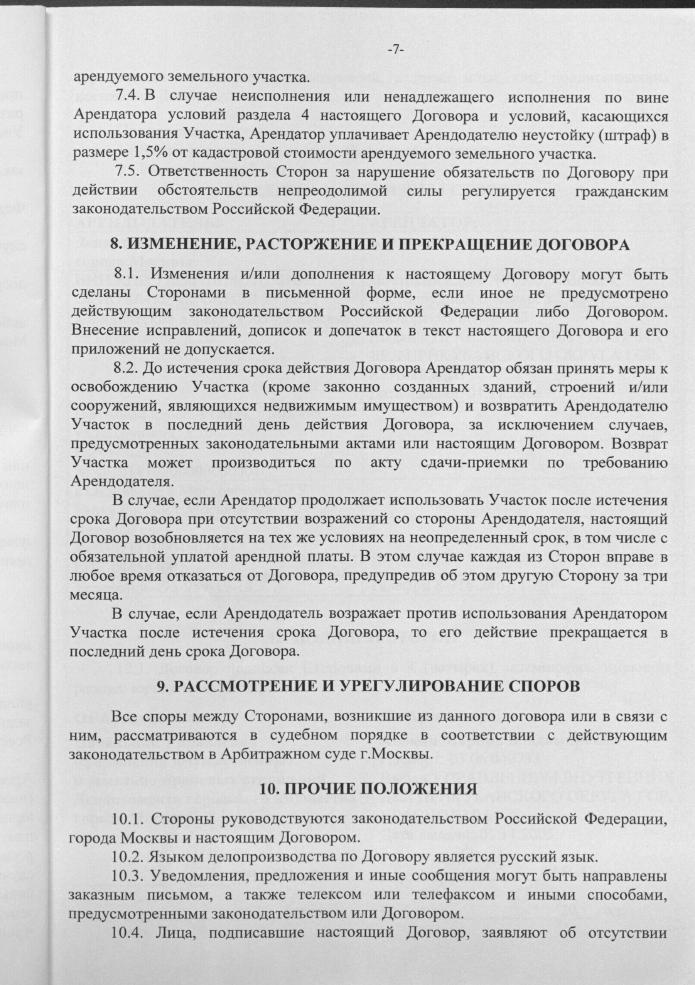 -7-
арендуемого земельного участка.
7.4. В случае неисполнения или ненадлежащего исполнения по вине
Арендатора условий раздела 4 настоящего Договора и условий, касающихся
использования Участка, Арендатор уплачивает Арендодателю неустойку (штраф) в
размере 1,5% от кадастровой стоимости арендуемого земельного участка.
7.5. Ответственность Сторон за нарушение обязательств по Договору при
действии обстоятельств непреодолимой силы регулируется гражданским
законодательством Российской Федерации.
8. ИЗМЕНЕНИЕ, РАСТОРЖЕНИЕ И ПРЕКРАЩЕНИЕ ДОГОВОРА
8.1. Изменения и/или дополнения к настоящему Договору могут быть
сделаны Сторонами в письменной форме, если иное не предусмотрено
действующим законодательством Российской Федерации либо Договором.
Внесение исправлений, дописок и допечаток в текст настоящего Договора и его
приложений не допускается.
8.2. До истечения срока действия Договора Арендатор обязан принять меры к
освобождению Участка (кроме законно созданных зданий, строений и/или
сооружений, являющихся недвижимым имуществом) и возвратить Арендодателю
Участок в последний день действия Договора, за исключением случаев,
предусмотренных законодательными актами или настоящим Договором. Возврат
Участка может производиться по акту сдачи-приемки по требованию
Арендодателя.
В случае, если Арендатор продолжает использовать Участок после истечения
срока Договора при отсутствии возражений со стороны Арендодателя, настоящий
Договор возобновляется на тех же условиях на неопределенный срок, в том числе с
обязательной уплатой арендной платы. В этом случае каждая из Сторон вправе в
любое время отказаться от Договора, предупредив об этом другую Сторону за три
месяца.
В случае, если Арендодатель возражает против использования Арендатором
Участка после истечения срока Договора, то его действие прекращается в
последний день срока Договора.
9. РАССМОТРЕНИЕ И УРЕГУЛИРОВАНИЕ СПОРОВ
Все споры между Сторонами, возникшие из данного договора или в связи с
ним, рассматриваются в судебном порядке в соответствии с действующим
законодательством в Арбитражном суде г.Москвы.
10. ПРОЧИЕ ПОЛОЖЕНИЯ
10.1. Стороны руководствуются законодательством Российской Федерации,
города Москвы и настоящим Договором.
10.2. Языком делопроизводства по Договору является русский язык.
10.3. Уведомления, предложения и иные сообщения могут быть направлены
заказным письмом, а также телексом или телефаксом и иными способами,
предусмотренными законодательством или Договором.
10.4. Лица, подписавшие настоящий Договор, заявляют об отсутствии